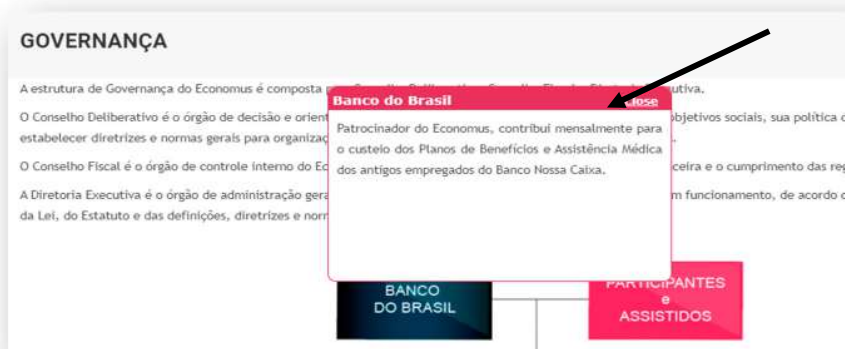 GOVERNANÇA
A estrutura de Governança do Economus é composta
utiva.
O Conselho Deliberativo é o órgão de decisão e orient
objetivos sociais, sua política
estabelecer diretrizes e normas gerais para organizaç
O Conselho Fiscal é o órgão de controle interno do Ec
ceira e o cumprimento das reg
A Diretoria Executiva é o órgão de administração gera
m funcionamento, de acordo
da Lei, do Estatuto e das definições, diretrizes e norm
Banco do Brasil
Patrocinador do Economus, contribui mensalmente para
o custeio dos Planos de Benefícios e Assistência Médica
dos antigos empregados do Banco Nossa Caixa.
BANCO
DO BRASIL
PARTICIPANTES
e
ASSISTIDOS